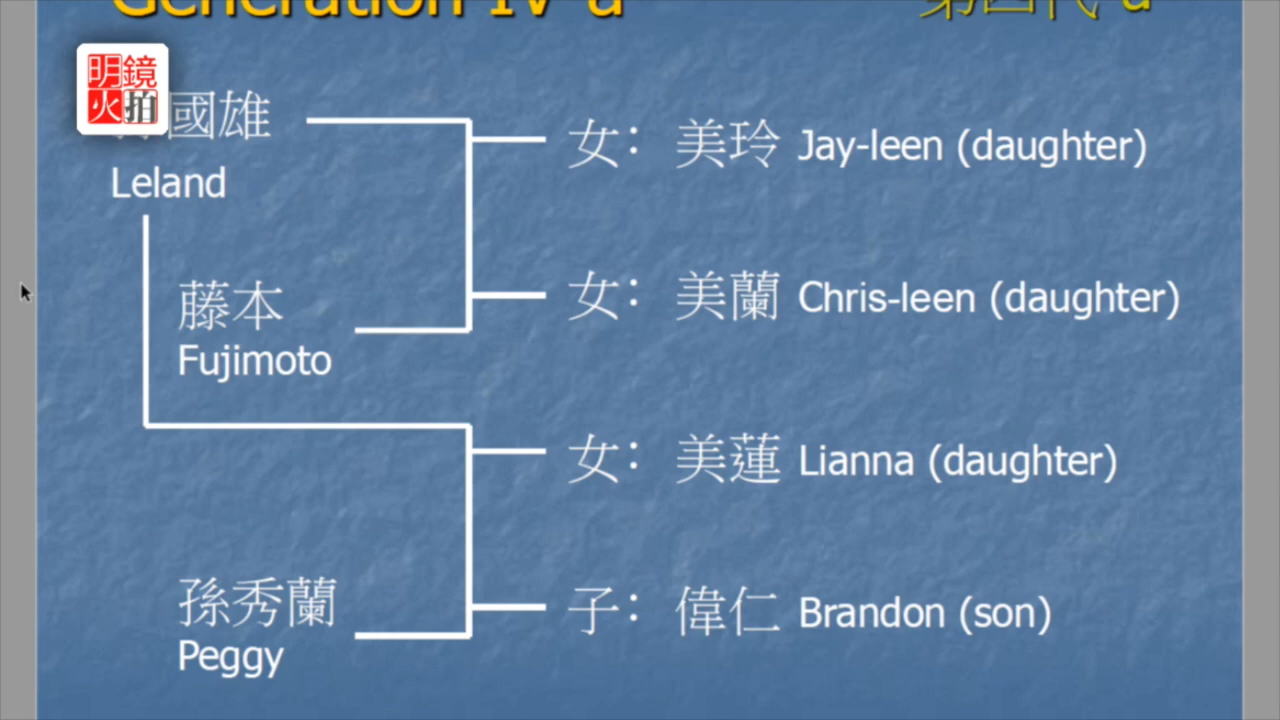 Generation IV a
第四代 a
明鏡
火拍
國雄
Leland
女: 美玲 Jay-leen (daughter)
藤本
Fujimoto
女: 美蘭 Chris-leen (daughter)
女: 美蓮 Lianna (daughter)
孫秀蘭
Peggy
子: 偉仁 Brandon (son)